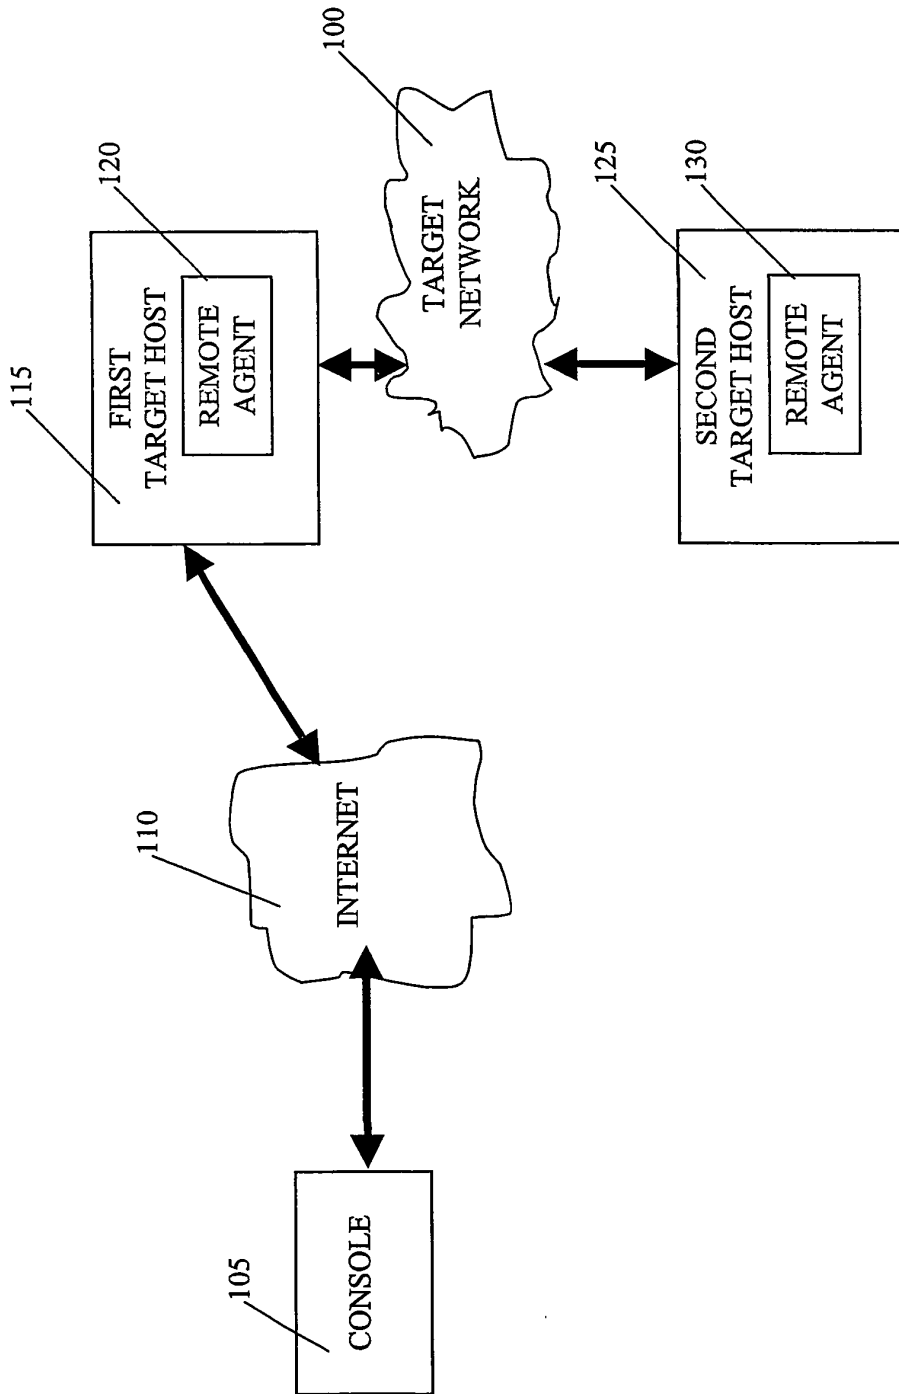 105
CONSOLE
110
INTERNET
115
FIRST
TARGET HOST
120
REMOTE
AGENT
100
TARGET
NETWORK
125
SECOND
TARGET HOST
130
REMOTE
AGENT